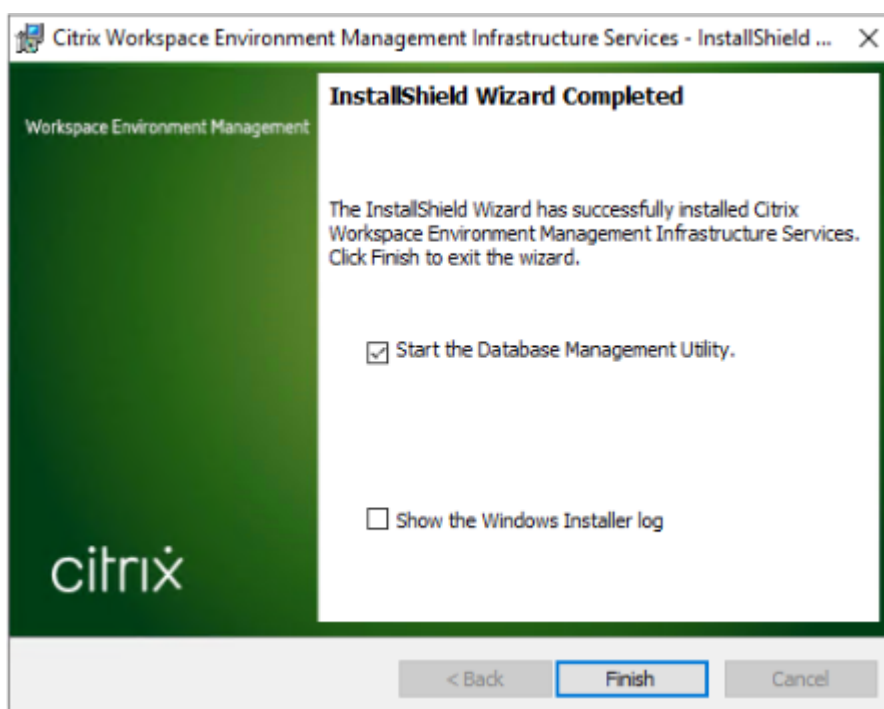 Citrix Workspace Environment Management Infrastructure Services - InstallShield ...
InstallShield Wizard Completed
Workspace Environment Management
The InstallShield Wizard has successfully installed Citrix
Workspace Environment Management Infrastructure Services.
Click Finish to exit the wizard.
Start the Database Management Utility.
Show the Windows Installer log
citrix
< Back
Finish
Cancel